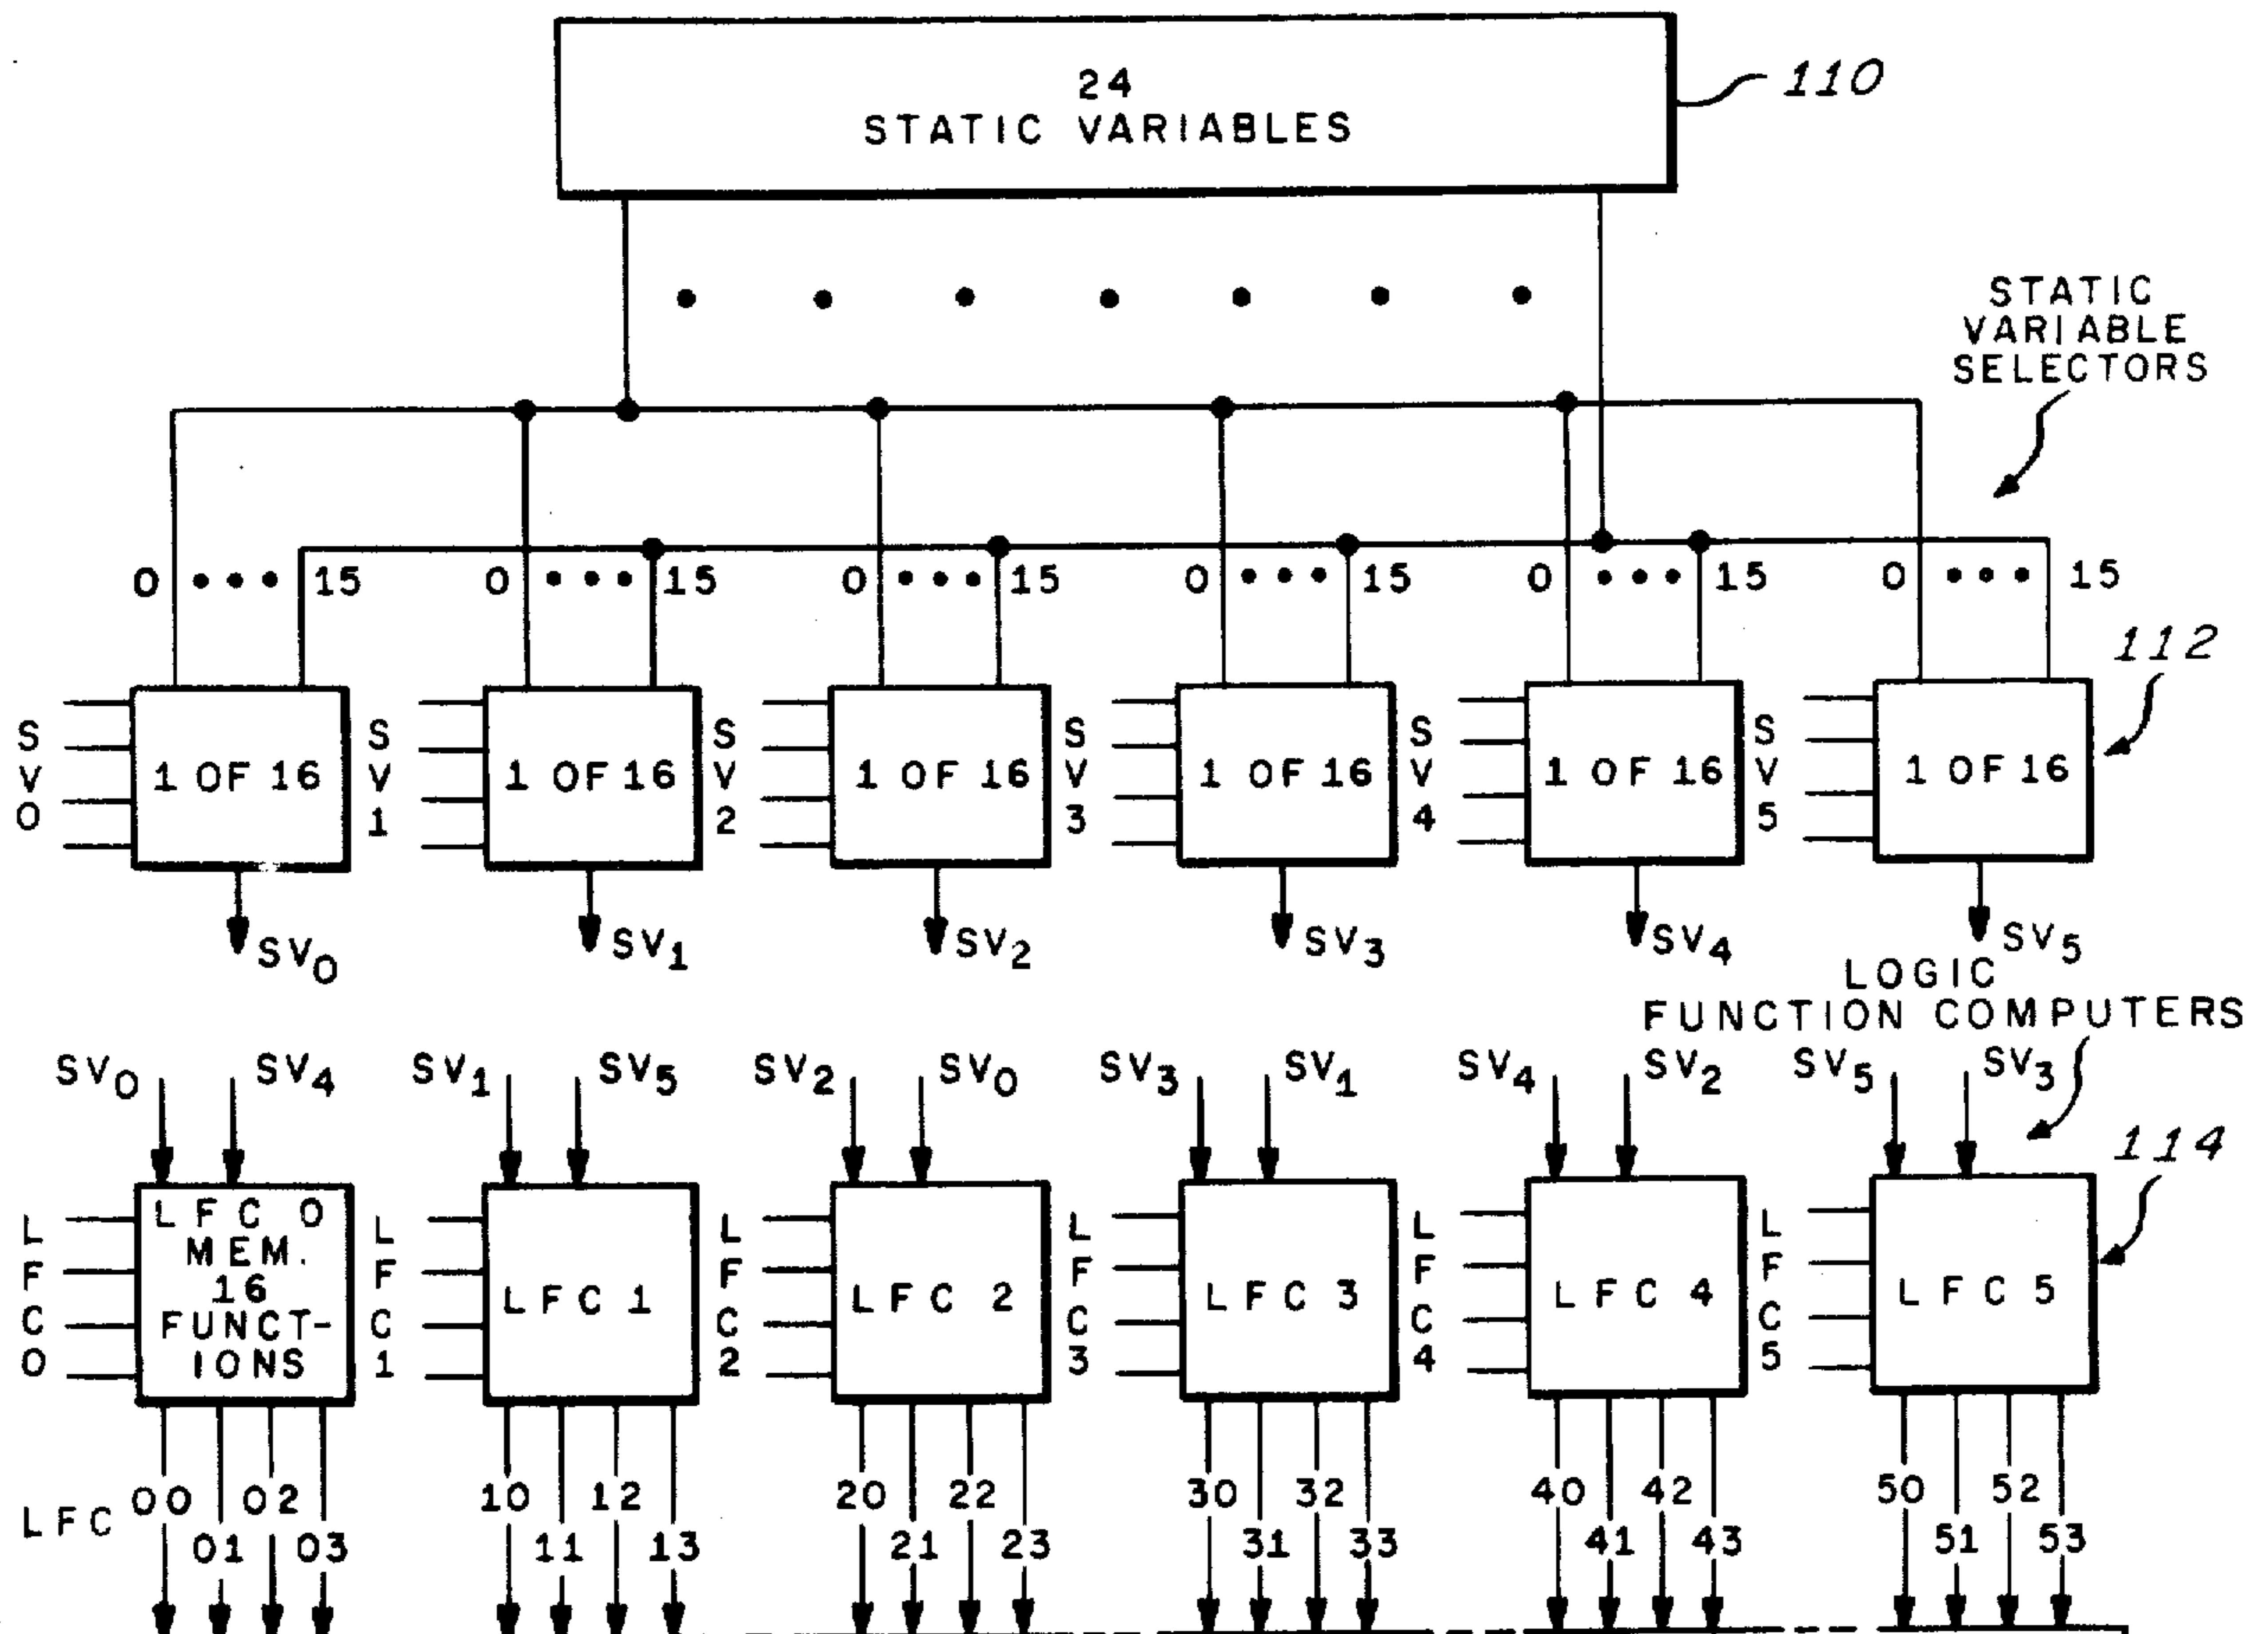 24
STATIC VARIABLES
110
STATIC
VARIABLE
SELECTORS
0 ••• 15 0 ••• 15 0 ••• 15 0 ••• 15 0 ••• 15 0 ••• 15
112
SV0 1 OF 16 SV1 1 OF 16 SV2 1 OF 16 SV3 1 OF 16 SV4 1 OF 16 SV5 1 OF 16
SV₀ SV₁ SV₂ SV₃ SV₄ SV₅
LOGIC
FUNCTION COMPUTERS
SV₀ SV₄ SV₁ SV₅ SV₂ SV₀ SV₃ SV₁ SV₄ SV₂ SV₅ SV₃
114
LFC0 LFC1 LFC2 LFC3 LFC4 LFC5
LFC 0
MEM.
16
FUNCT-
IONS
LFC 1 LFC 2 LFC 3 LFC 4 LFC 5
LFC 00 02 10 12 20 22 30 32 40 42 50 52
01 03 11 13 21 23 31 33 41 43 51 53